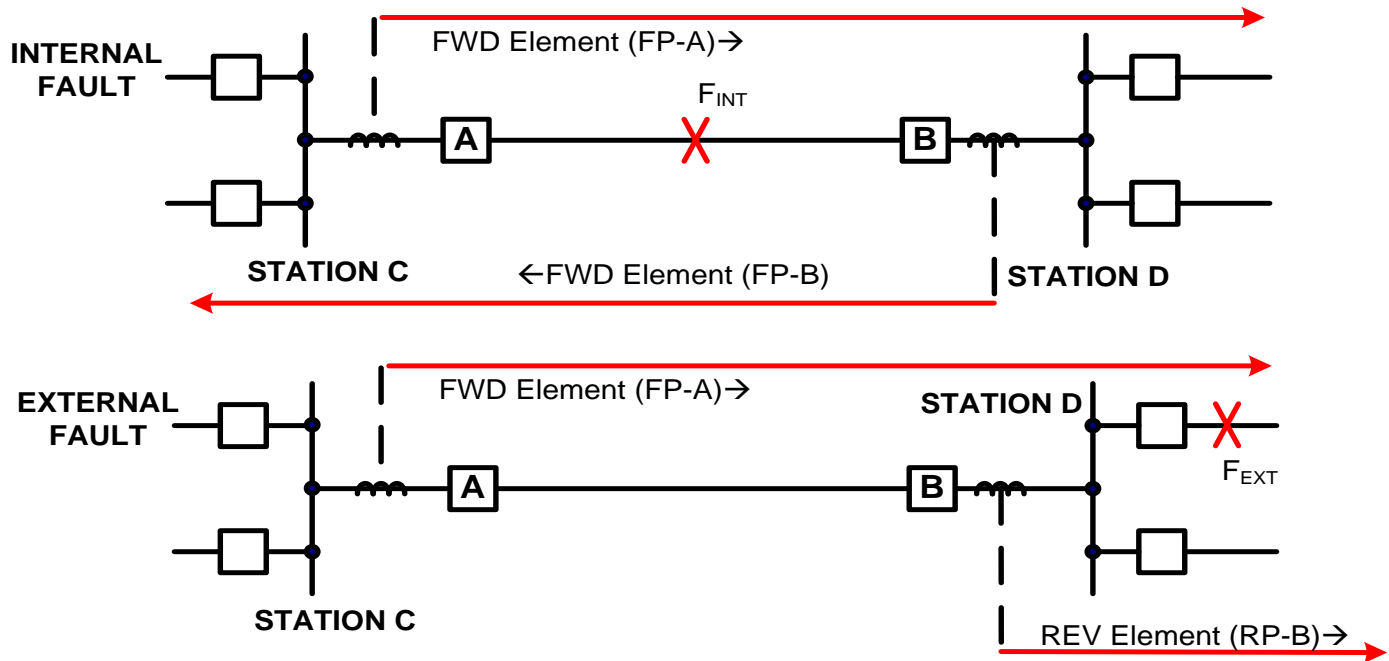 FWD Element (FP-A)→
INTERNAL
FAULT
FINT
A
B
STATION C
←FWD Element (FP-B)
STATION D
FWD Element (FP-A)→
EXTERNAL
FAULT
STATION D
FEXT
A
B
STATION C
REV Element (RP-B)→